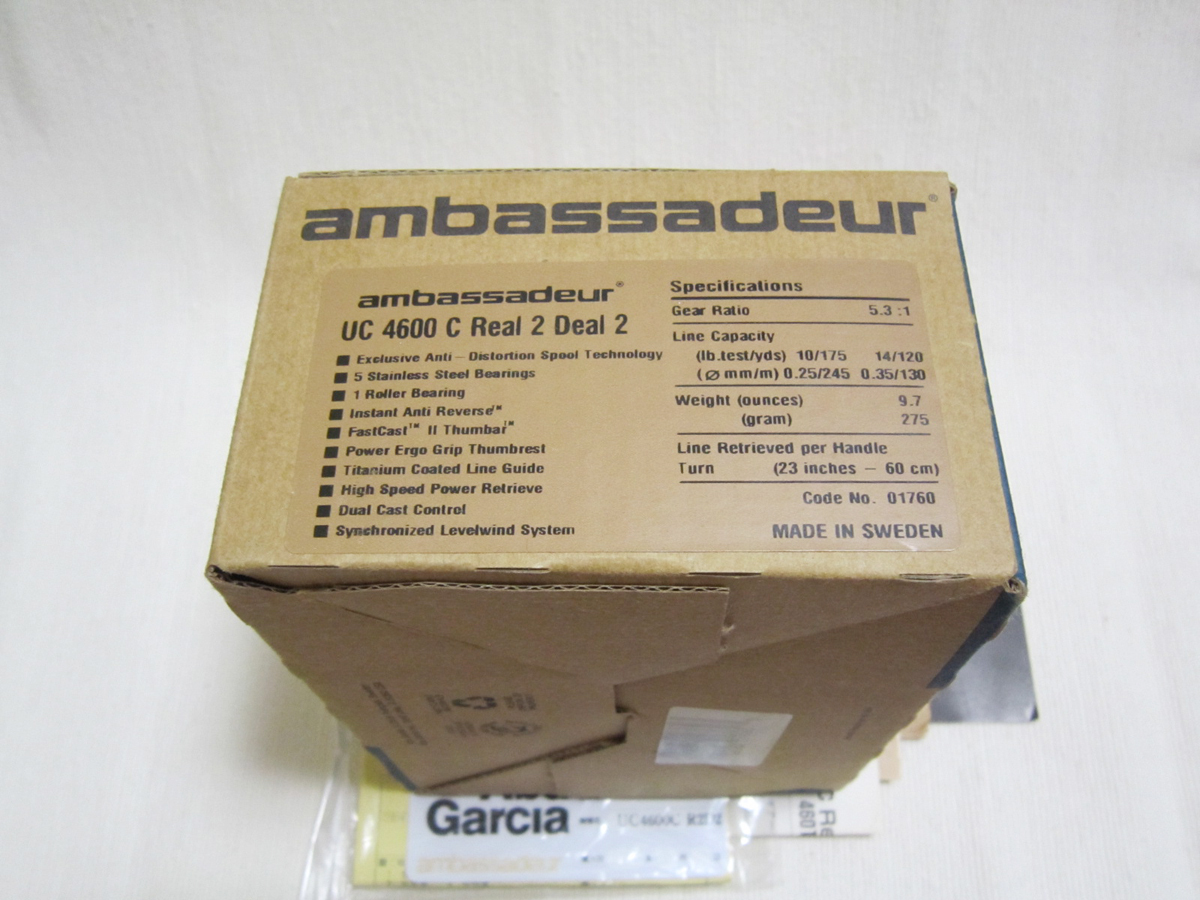 ambassadeur®
ambassadeur®
UC 4600 C Real 2 Deal 2
■ Exclusive Anti – Distortion Spool Technology
■ 5 Stainless Steel Bearings
■ 1 Roller Bearing
■ Instant Anti Reverse™
■ FastCast™ II Thumbar™
■ Power Ergo Grip Thumbrest
■ Titanium Coated Line Guide
■ High Speed Power Retrieve
■ Dual Cast Control
■ Synchronized Levelwind System
Specifications
Gear Ratio 5.3 :1
Line Capacity
(lb.test/yds) 10/175 14/120
(⌀ mm/m) 0.25/245 0.35/130
Weight (ounces) 9.7
(gram) 275
Line Retrieved per Handle
Turn (23 inches – 60 cm)
Code No. 01760
MADE IN SWEDEN
Garcia
UC4600C
ambassadeur